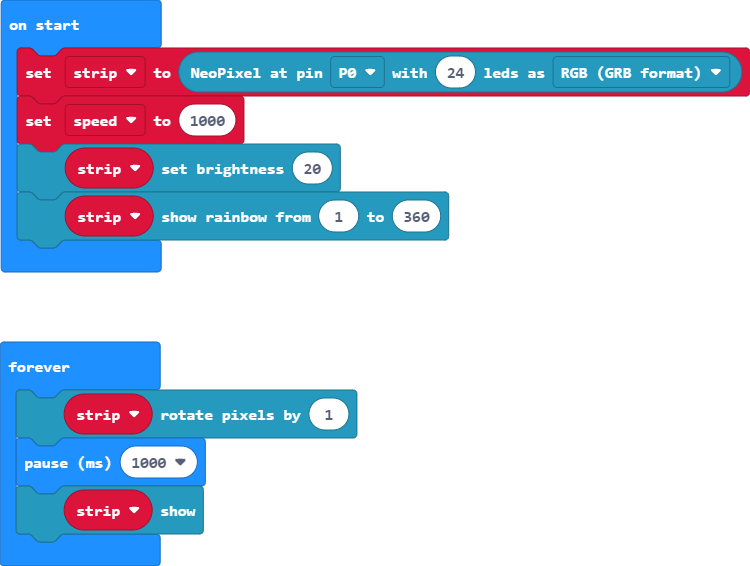 on start
set strip to NeoPixel at pin P0 with 24 leds as RGB (GRB format)
set speed to 1000
strip set brightness 20
strip show rainbow from 1 to 360
forever
strip rotate pixels by 1
pause (ms) 1000
strip show